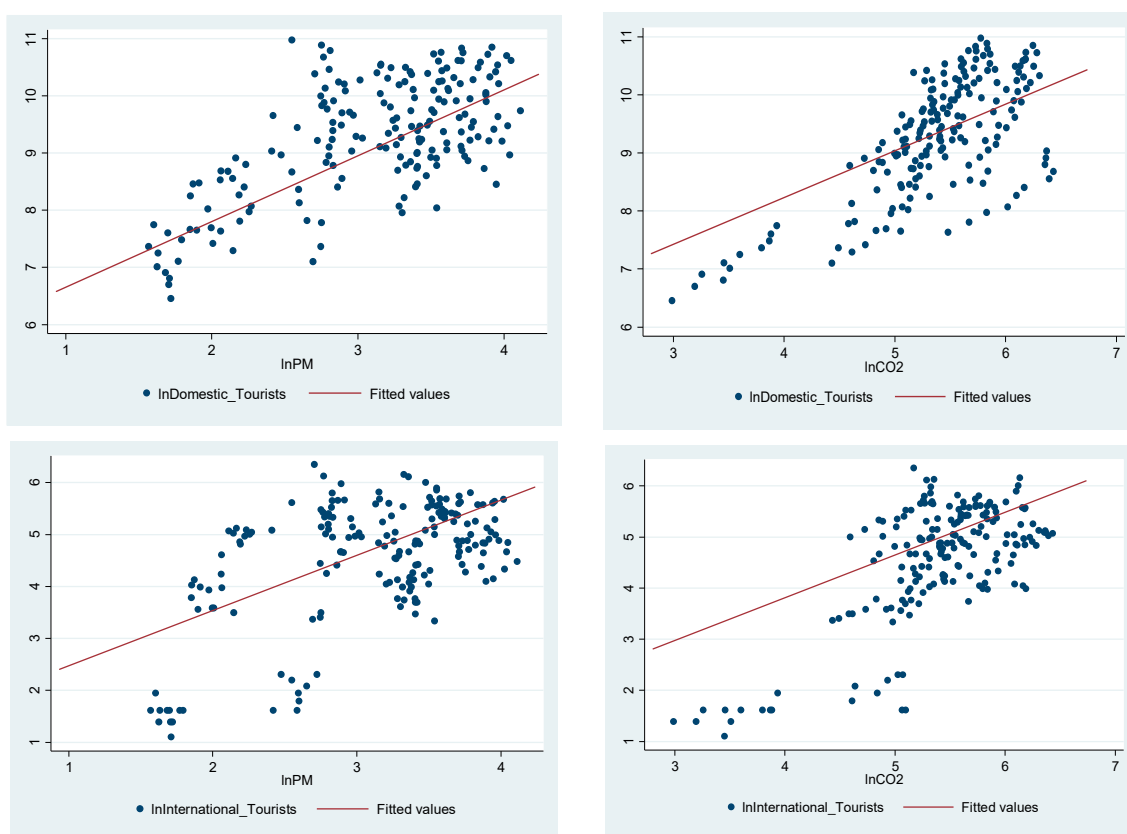 11
10
9
8
7
6
1 2 3 4
lnPM
lnDomestic_Tourists Fitted values
11
10
9
8
7
6
3 4 5 6 7
lnCO2
lnDomestic_Tourists Fitted values
6
5
4
3
2
1
1 2 3 4
lnPM
lnInternational_Tourists Fitted values
6
5
4
3
2
1
3 4 5 6 7
lnCO2
lnInternational_Tourists Fitted values